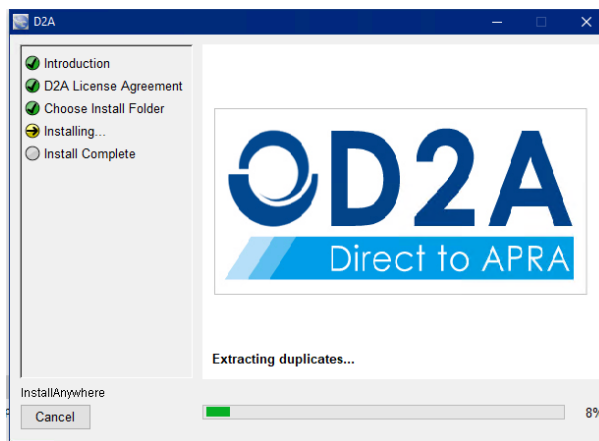 D2A
Introduction
D2A License Agreement
Choose Install Folder
Installing...
Install Complete
D2A
Direct to APRA
Extracting duplicates...
InstallAnywhere
Cancel
8%